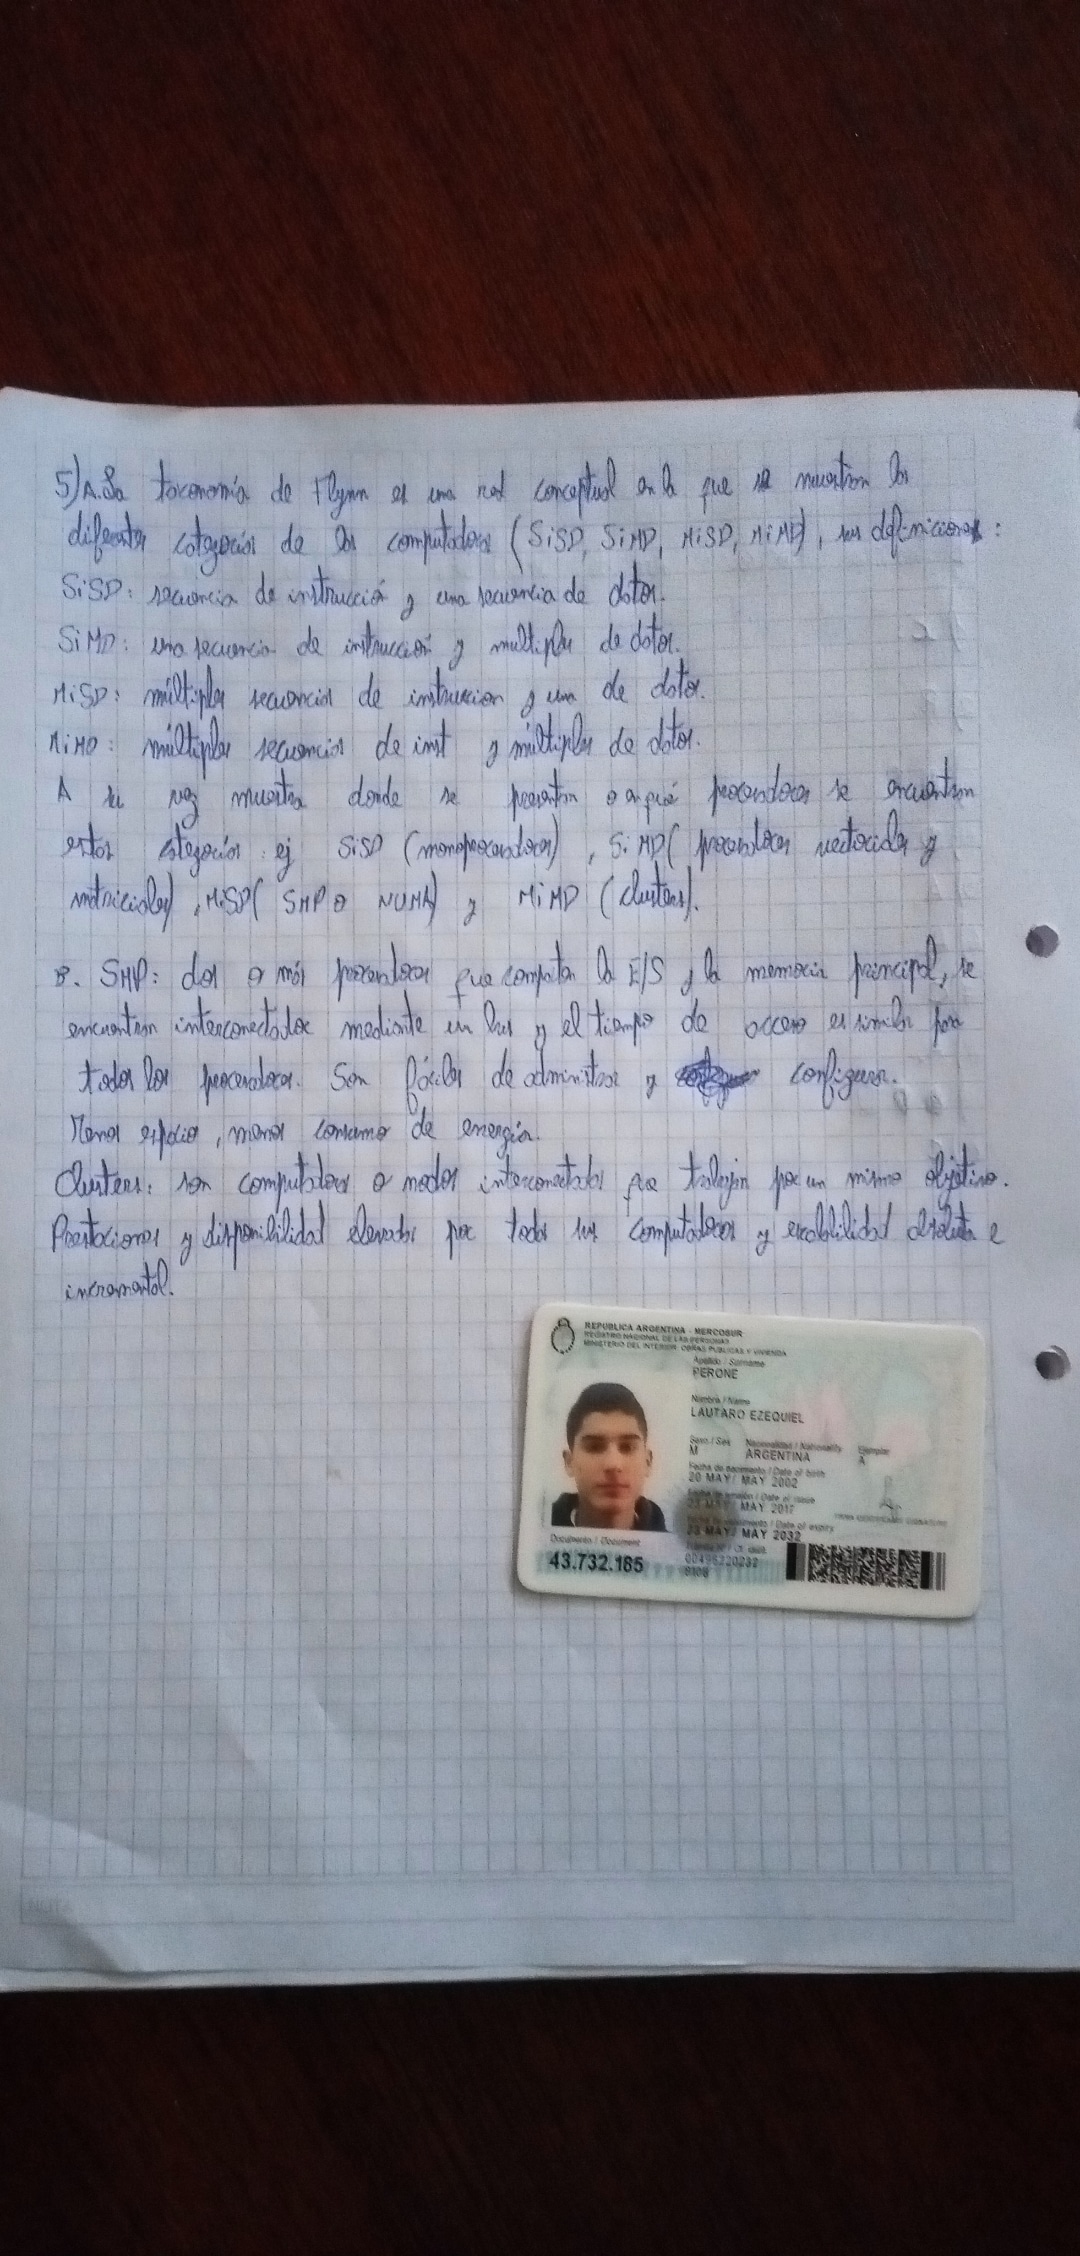 5)A. La taxonomía de Flynn es una red conceptual en la que se muestran las
diferentes categorías de las computadoras (SiSD, SiMD, MiSD, MiMD), sus definiciones:
SiSD: secuencia de instrucción y una secuencia de datos.
SiMD: una secuencia de instrucción y multiples de datos.
MiSD: múltiples secuencias de instruccion y una de datos.
MiMD: múltiples secuencias de inst y múltiples de datos.
A su vez muestra donde se presentan o en qué procesadores se encuentran
estas categorías ej SiSD (monoprocesadores), SiMD( procesadores vectoriales y
matriciales), MiSD( SMP o NUMA) y MiMD (clusters).
B. SMP: dos o más procesadores que comparten la E/S y la memoria principal, se
encuentran interconectados mediante un bus y el tiempo de acceso es similar para
todos los procesadores. Son fáciles de administrar y configurar.
Menos espacio, menos consumo de energía.
Clusters: son computadoras o nodos interconectados que trabajan por un mismo objetivo.
Prestaciones y disponibilidad elevadas por todas sus computadoras y escalabilidad absoluta e
incremental.
REPUBLICA ARGENTINA - MERCOSUR
REGISTRO NACIONAL DE LAS PERSONAS
MINISTERIO DEL INTERIOR, OBRAS PUBLICAS Y VIVIENDA
Apellido / Surname
PERONE
Nombre / Name
LAUTARO EZEQUIEL
Sexo / Sex Nacionalidad / Nationality Ejemplar
M ARGENTINA A
Fecha de nacimiento / Date of birth
20 MAY/ MAY 2002
Fecha de emisión / Date of issue
23 MAY/ MAY 2017
Fecha de vencimiento / Date of expiry
23 MAY/ MAY 2032
Documento / Document
43.732.185